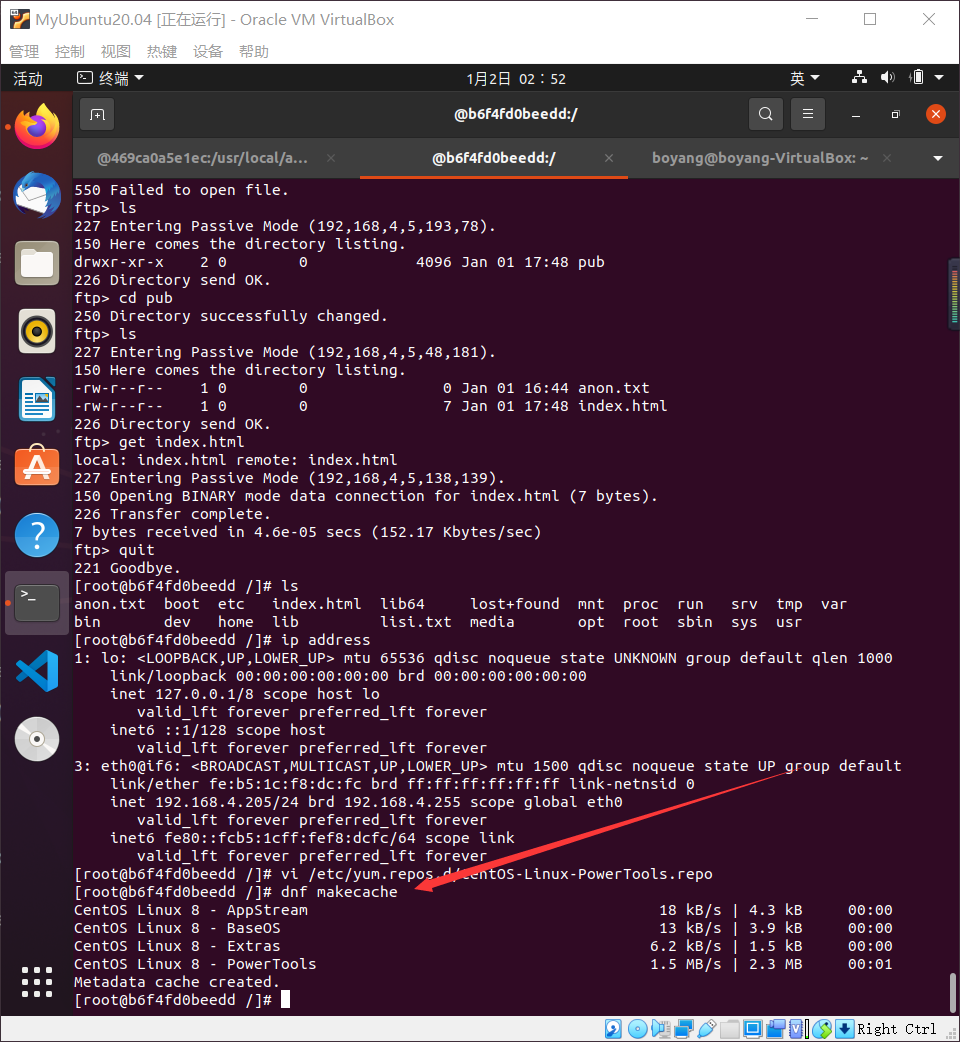 MyUbuntu20.04 [正在运行] - Oracle VM VirtualBox
管理 控制 视图 热键 设备 帮助
活动 终端 1月2日 02：52 英
@b6f4fd0beedd:/
@469ca0a5e1ec:/usr/local/a... @b6f4fd0beedd:/ boyang@boyang-VirtualBox: ~
550 Failed to open file.
ftp> ls
227 Entering Passive Mode (192,168,4,5,193,78).
150 Here comes the directory listing.
drwxr-xr-x    2 0        0            4096 Jan 01 17:48 pub
226 Directory send OK.
ftp> cd pub
250 Directory successfully changed.
ftp> ls
227 Entering Passive Mode (192,168,4,5,48,181).
150 Here comes the directory listing.
-rw-r--r--    1 0        0               0 Jan 01 16:44 anon.txt
-rw-r--r--    1 0        0               7 Jan 01 17:48 index.html
226 Directory send OK.
ftp> get index.html
local: index.html remote: index.html
227 Entering Passive Mode (192,168,4,5,138,139).
150 Opening BINARY mode data connection for index.html (7 bytes).
226 Transfer complete.
7 bytes received in 4.6e-05 secs (152.17 Kbytes/sec)
ftp> quit
221 Goodbye.
[root@b6f4fd0beedd /]# ls
anon.txt  boot  etc   index.html  lib64     lost+found  mnt  proc  run   srv  tmp  var
bin       dev   home  lib         lisi.txt  media       opt  root  sbin  sys  usr
[root@b6f4fd0beedd /]# ip address
1: lo: <LOOPBACK,UP,LOWER_UP> mtu 65536 qdisc noqueue state UNKNOWN group default qlen 1000
    link/loopback 00:00:00:00:00:00 brd 00:00:00:00:00:00
    inet 127.0.0.1/8 scope host lo
       valid_lft forever preferred_lft forever
    inet6 ::1/128 scope host
       valid_lft forever preferred_lft forever
3: eth0@if6: <BROADCAST,MULTICAST,UP,LOWER_UP> mtu 1500 qdisc noqueue state UP group default
    link/ether fe:b5:1c:f8:dc:fc brd ff:ff:ff:ff:ff:ff link-netnsid 0
    inet 192.168.4.205/24 brd 192.168.4.255 scope global eth0
       valid_lft forever preferred_lft forever
    inet6 fe80::fcb5:1cff:fef8:dcfc/64 scope link
       valid_lft forever preferred_lft forever
[root@b6f4fd0beedd /]# vi /etc/yum.repos.d/CentOS-Linux-PowerTools.repo
[root@b6f4fd0beedd /]# dnf makecache
CentOS Linux 8 - AppStream                                       18 kB/s | 4.3 kB     00:00
CentOS Linux 8 - BaseOS                                          13 kB/s | 3.9 kB     00:00
CentOS Linux 8 - Extras                                         6.2 kB/s | 1.5 kB     00:00
CentOS Linux 8 - PowerTools                                     1.5 MB/s | 2.3 MB     00:01
Metadata cache created.
[root@b6f4fd0beedd /]#
Right Ctrl